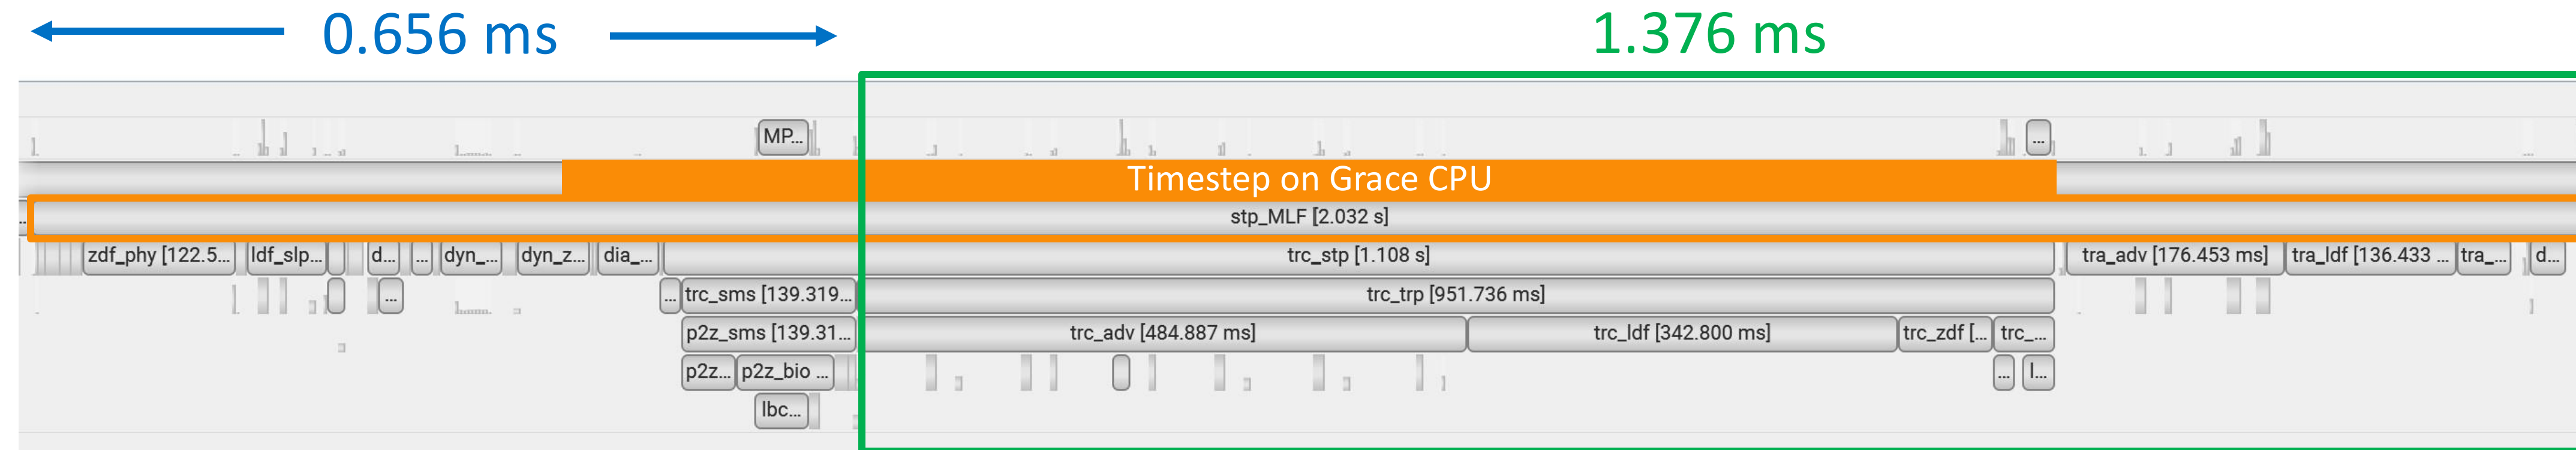 0.656 ms
1.376 ms
MP...
...
Timestep on Grace CPU
...
stp_MLF [2.032 s]
zdf_phy [122.5... ldf_slp... d... ... dyn_... dyn_z... dia_... trc_stp [1.108 s] tra_adv [176.453 ms] tra_ldf [136.433 ... tra_... d...
... ... trc_sms [139.319... trc_trp [951.736 ms]
p2z_sms [139.31... trc_adv [484.887 ms] trc_ldf [342.800 ms] trc_zdf [... trc_...
p2z... p2z_bio ... ... l...
lbc...